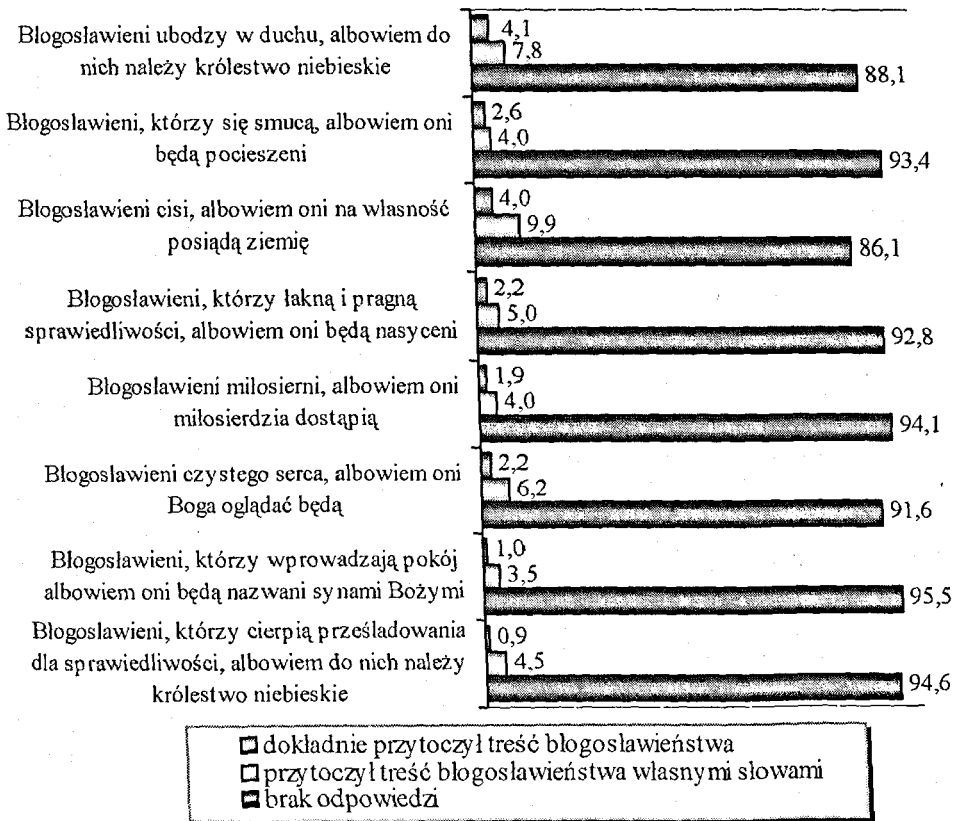 Błogosławieni ubodzy w duchu, albowiem do
nich należy królestwo niebieskie
4,1
7,8
88,1
Błogosławieni, którzy się smucą, albowiem oni
będą pocieszeni
2,6
4,0
93,4
Błogosławieni cisi, albowiem oni na własność
posiądą ziemię
4,0
9,9
86,1
Błogosławieni, którzy łakną i pragną
sprawiedliwości, albowiem oni będą nasyceni
2,2
5,0
92,8
Błogosławieni miłosierni, albowiem oni
miłosierdzia dostąpią
1,9
4,0
94,1
Błogosławieni czystego serca, albowiem oni
Boga oglądać będą
2,2
6,2
91,6
Błogosławieni, którzy wprowadzają pokój
albowiem oni będą nazwani synami Bożymi
1,0
3,5
95,5
Błogosławieni, którzy cierpią prześladowania
dla sprawiedliwości, albowiem do nich należy
królestwo niebieskie
0,9
4,5
94,6
dokładnie przytoczył treść błogosławieństwa
przytoczył treść błogosławieństwa własnymi słowami
brak odpowiedzi